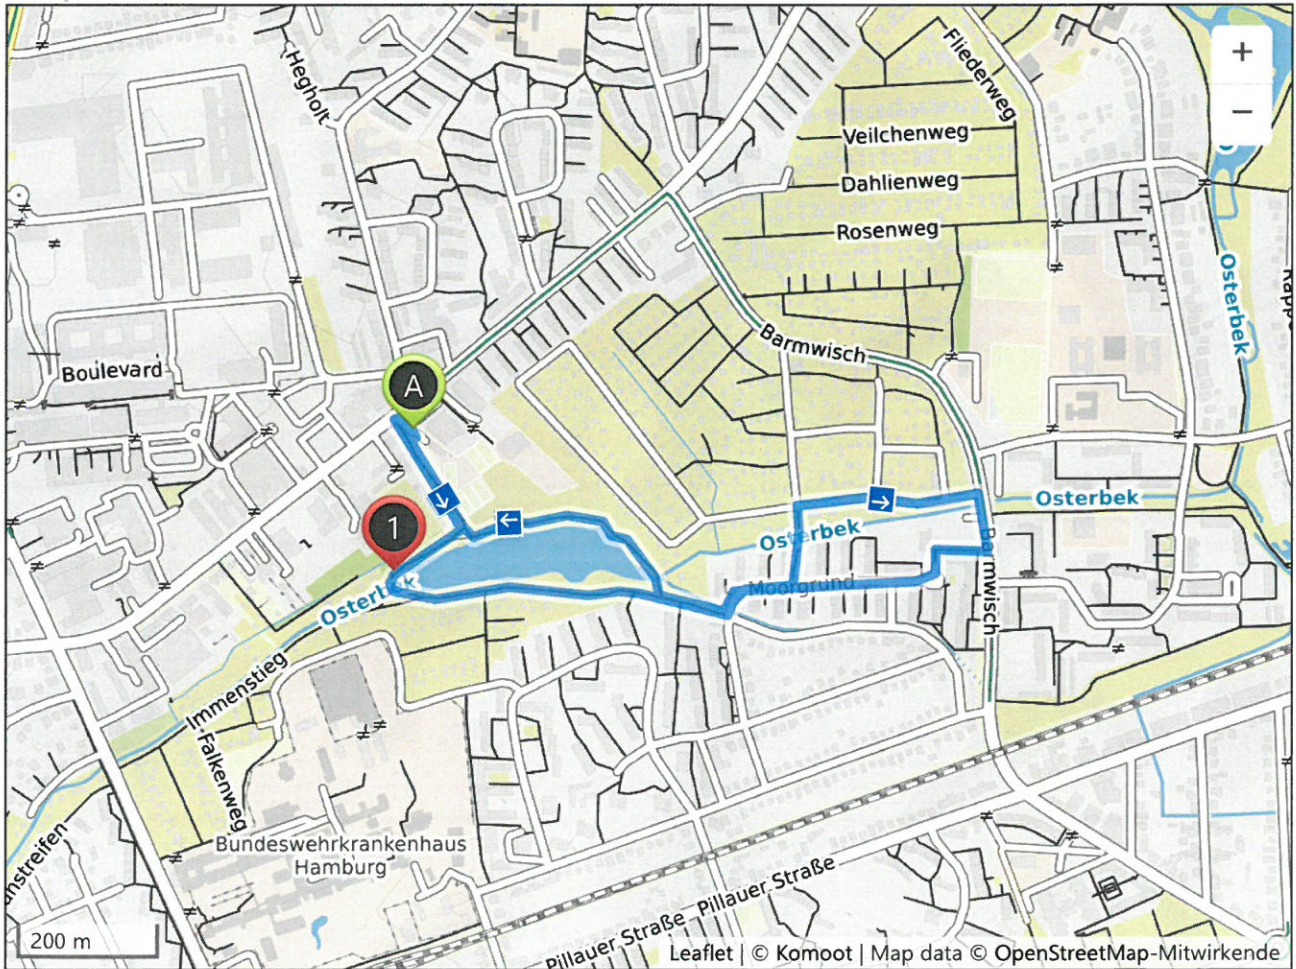 Hegholt
Fliederweg
+
−
Veilchenweg
Dahlienweg
Rosenweg
Osterbek
Barmwisch
Boulevard
A
1
Osterbek
Osterbek
Moorgrund
Barmwisch
Osterbek
Immenstieg
Falkenweg
Bundeswehrkrankenhaus
Hamburg
Pillauer Straße
Pillauer Straße
200 m
Leaflet | © Komoot | Map data © OpenStreetMap-Mitwirkende